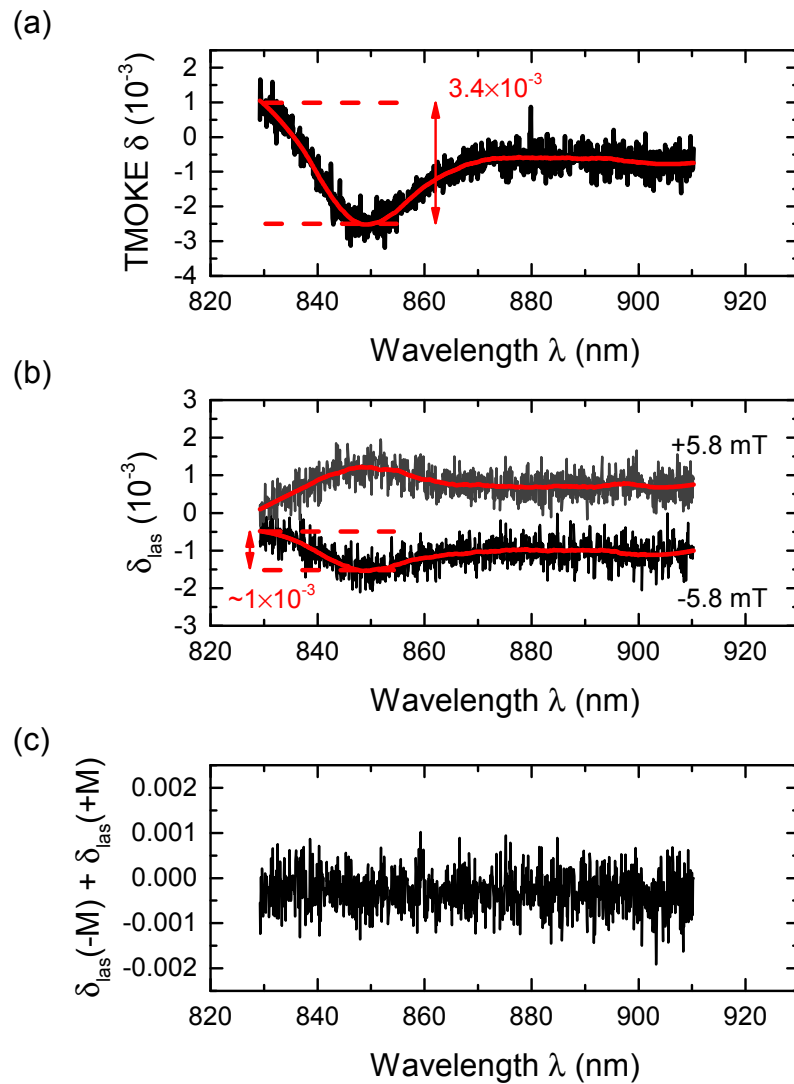 (a)
2
1
0
-1
-2
-3
-4
TMOKE δ (10⁻³)
3.4×10⁻³
820 840 860 880 900 920
Wavelength λ (nm)
(b)
3
2
1
0
-1
-2
-3
δlas (10⁻³)
+5.8 mT
~1×10⁻³
-5.8 mT
820 840 860 880 900 920
Wavelength λ (nm)
(c)
0.002
0.001
0.000
-0.001
-0.002
δlas(-M) + δlas(+M)
820 840 860 880 900 920
Wavelength λ (nm)